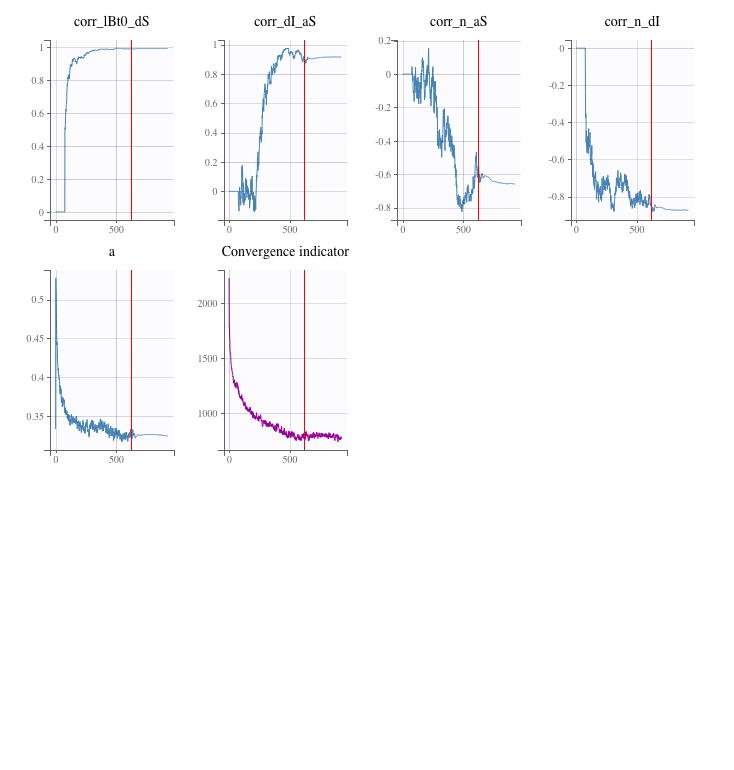 corr_lBt0_dS corr_dI_aS corr_n_aS corr_n_dI
1 1 0.2 0
0.8 0.8 0 -0.2
0.6 0.6 -0.2 -0.4
0.4 0.4 -0.4 -0.6
0.2 0.2 -0.6 -0.8
0 0 -0.8
0 500 0 500 0 500 0 500
a Convergence indicator
0.5 2000
0.45 1500
0.4 1000
0.35
0 500 0 500